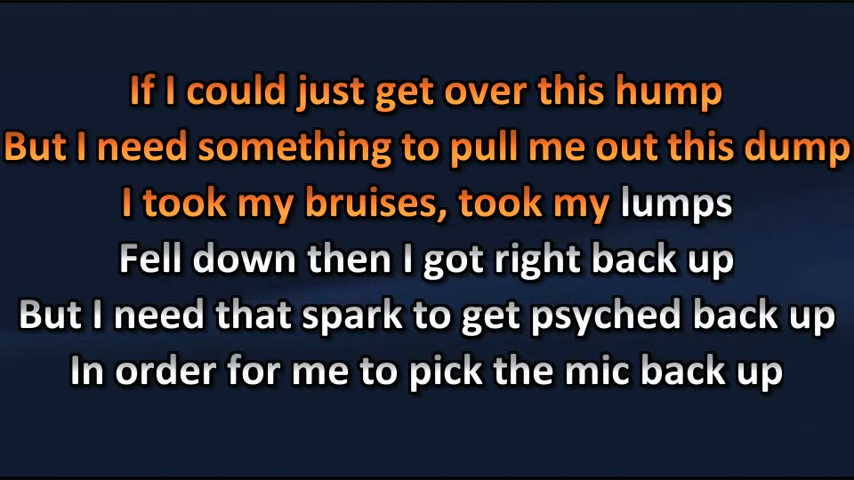 If I could just get over this hump
But I need something to pull me out this dump
I took my bruises, took my lumps
Fell down then I got right back up
But I need that spark to get psyched back up
In order for me to pick the mic back up